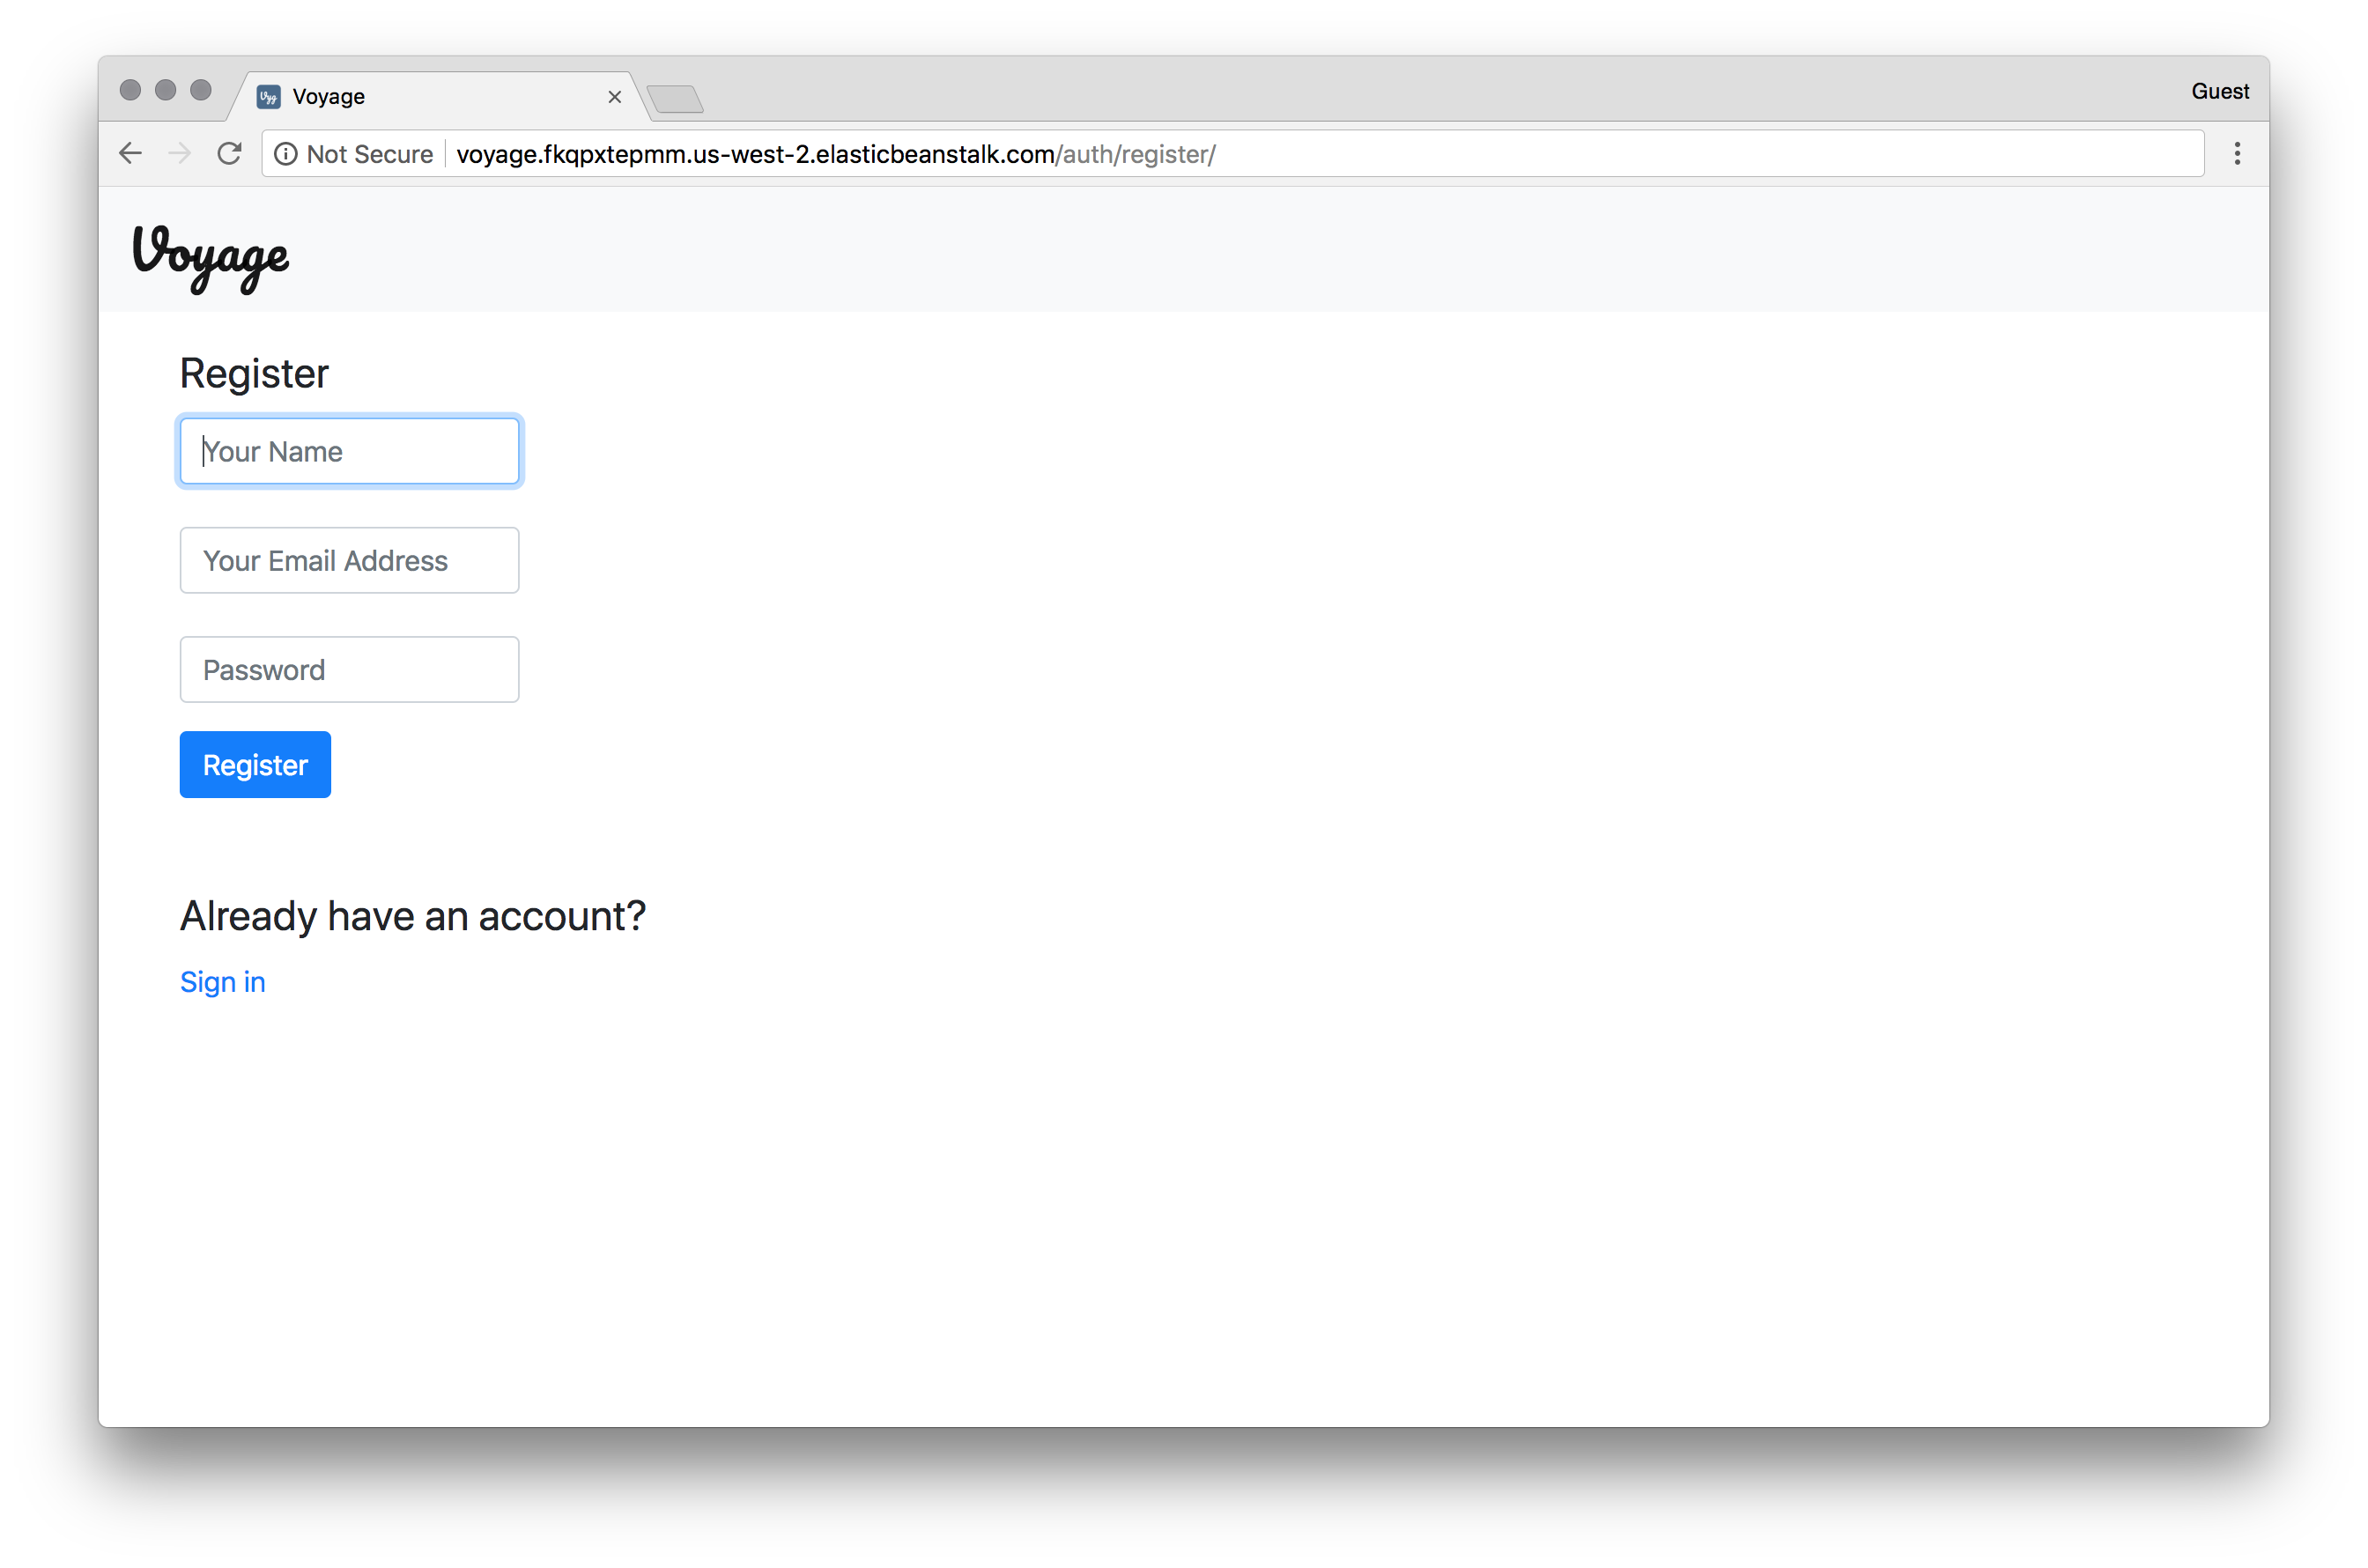 Voyage
Guest
Not Secure voyage.fkqpxtepmm.us-west-2.elasticbeanstalk.com/auth/register/
Voyage
Register
Your Name
Your Email Address
Password
Register
Already have an account?
Sign in